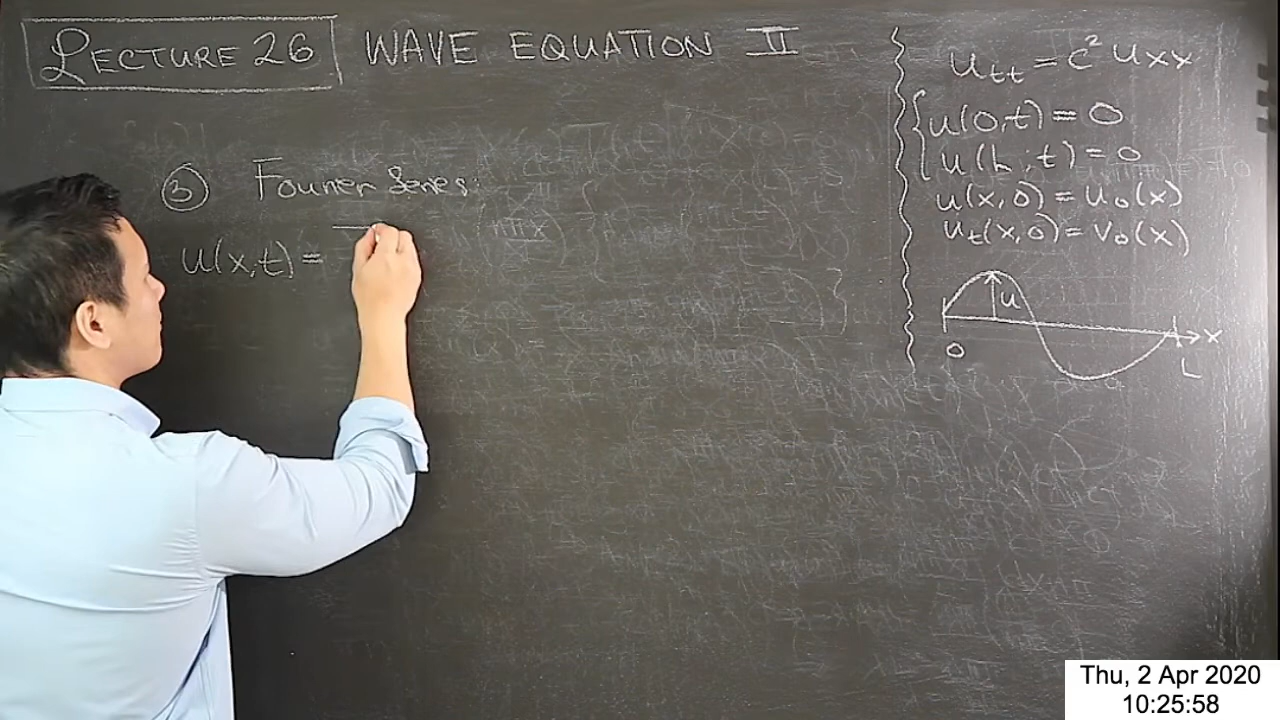 LECTURE 26 WAVE EQUATION II
③ Fourier Series:
u(x,t) =
u_tt = c² u_xx
u(0,t) = 0
u(L,t) = 0
u(x,0) = u₀(x)
u_t(x,0) = v₀(x)
u
x
0
L
Thu, 2 Apr 2020
10:25:58